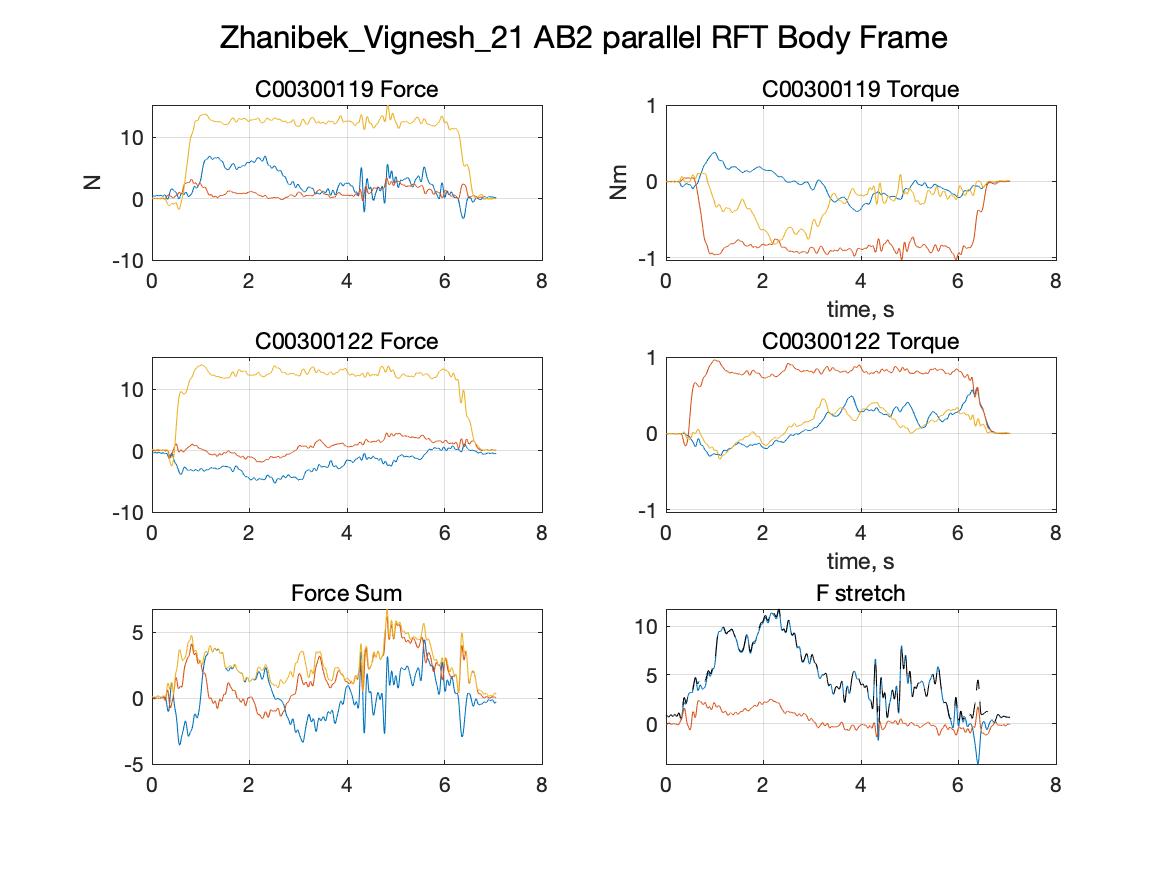 Zhanibek_Vignesh_21 AB2 parallel RFT Body Frame
C00300119 Force
N
10
0
-10
0 2 4 6 8
C00300119 Torque
Nm
1
0
-1
0 2 4 6 8
time, s
C00300122 Force
10
0
-10
0 2 4 6 8
C00300122 Torque
1
0
-1
0 2 4 6 8
time, s
Force Sum
5
0
-5
0 2 4 6 8
F stretch
10
5
0
0 2 4 6 8